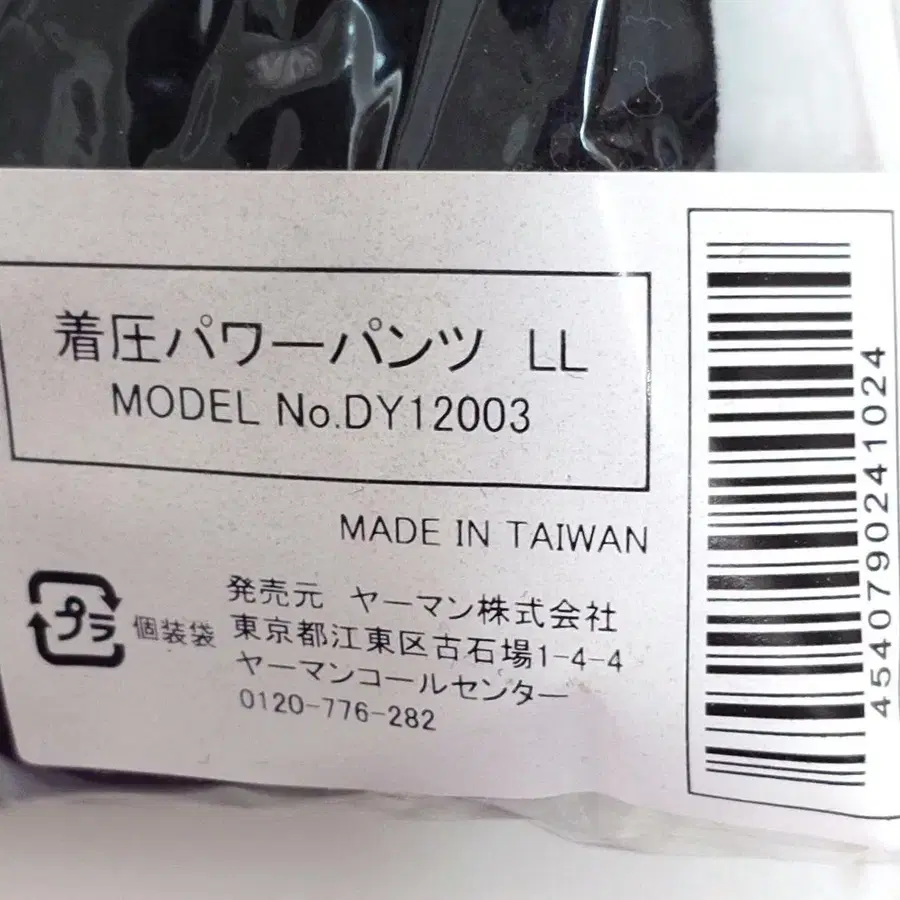 着圧パワーパンツ LL
MODEL No.DY12003
MADE IN TAIWAN
プラ
個装袋
発売元 ヤーマン株式会社
東京都江東区古石場1-4-4
ヤーマンコールセンター
0120-776-282
4540790241024